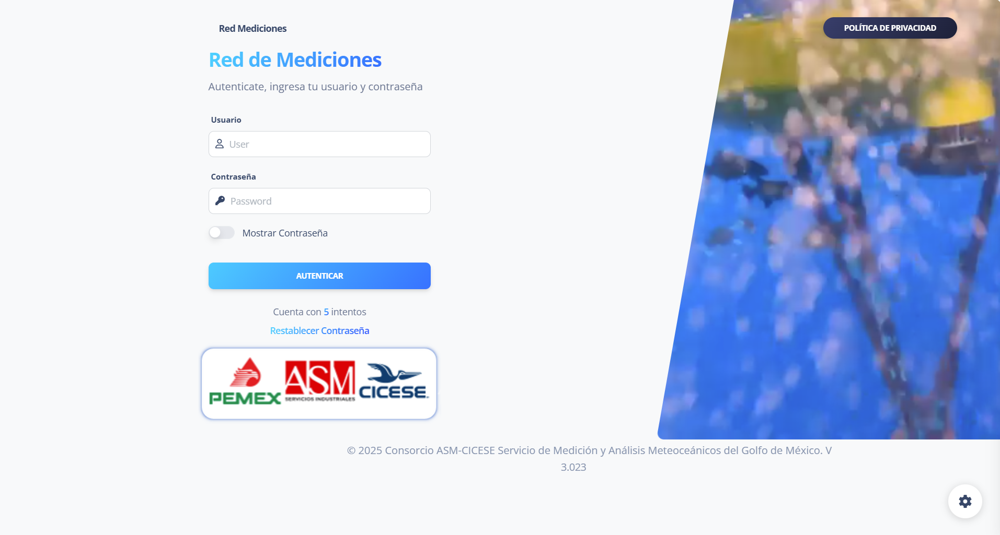 Red Mediciones
POLÍTICA DE PRIVACIDAD
Red de Mediciones
Autenticate, ingresa tu usuario y contraseña
Usuario
User
Contraseña
Password
Mostrar Contraseña
AUTENTICAR
Cuenta con 5 intentos
Restablecer Contraseña
PEMEX
ASM
SERVICIOS INDUSTRIALES
CICESE
© 2025 Consorcio ASM-CICESE Servicio de Medición y Análisis Meteoceánicos del Golfo de México. V
3.023